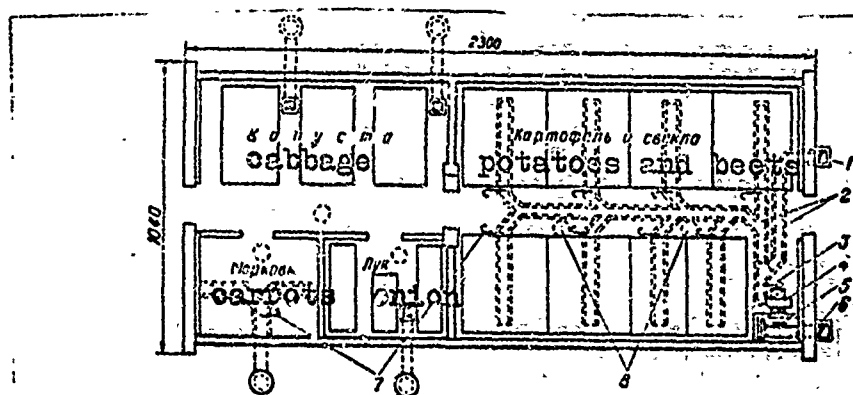 2300
Капуста
cabbage
Картофель и свекла
potatoes and beets
1
2
1040
3
4
5
6
Морковь
carrots
Лук
onion
7
8